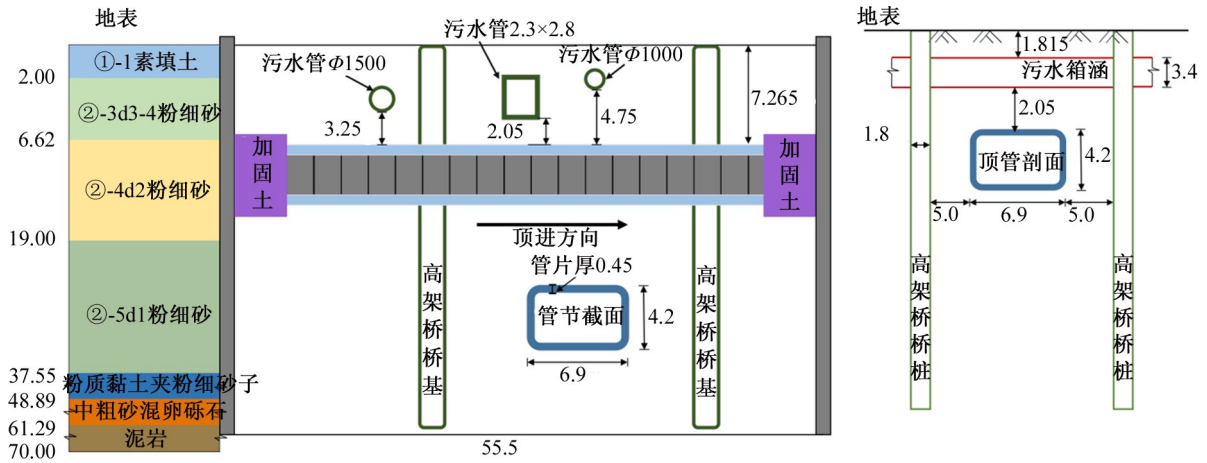 地表
①-1素填土
2.00
②-3d3-4粉细砂
6.62
②-4d2粉细砂
19.00
②-5d1粉细砂
37.55
粉质黏土夹粉细砂子
48.89
中粗砂混卵砾石
61.29
泥岩
70.00
污水管Φ1500
污水管2.3×2.8
污水管Φ1000
3.25
2.05
4.75
7.265
加固土
加固土
顶进方向
管片厚0.45
管节截面
4.2
6.9
高架桥桥基
高架桥桥基
55.5
地表
1.815
污水箱涵
3.4
2.05
1.8
顶管剖面
4.2
5.0
6.9
5.0
高架桥桥桩
高架桥桥桩